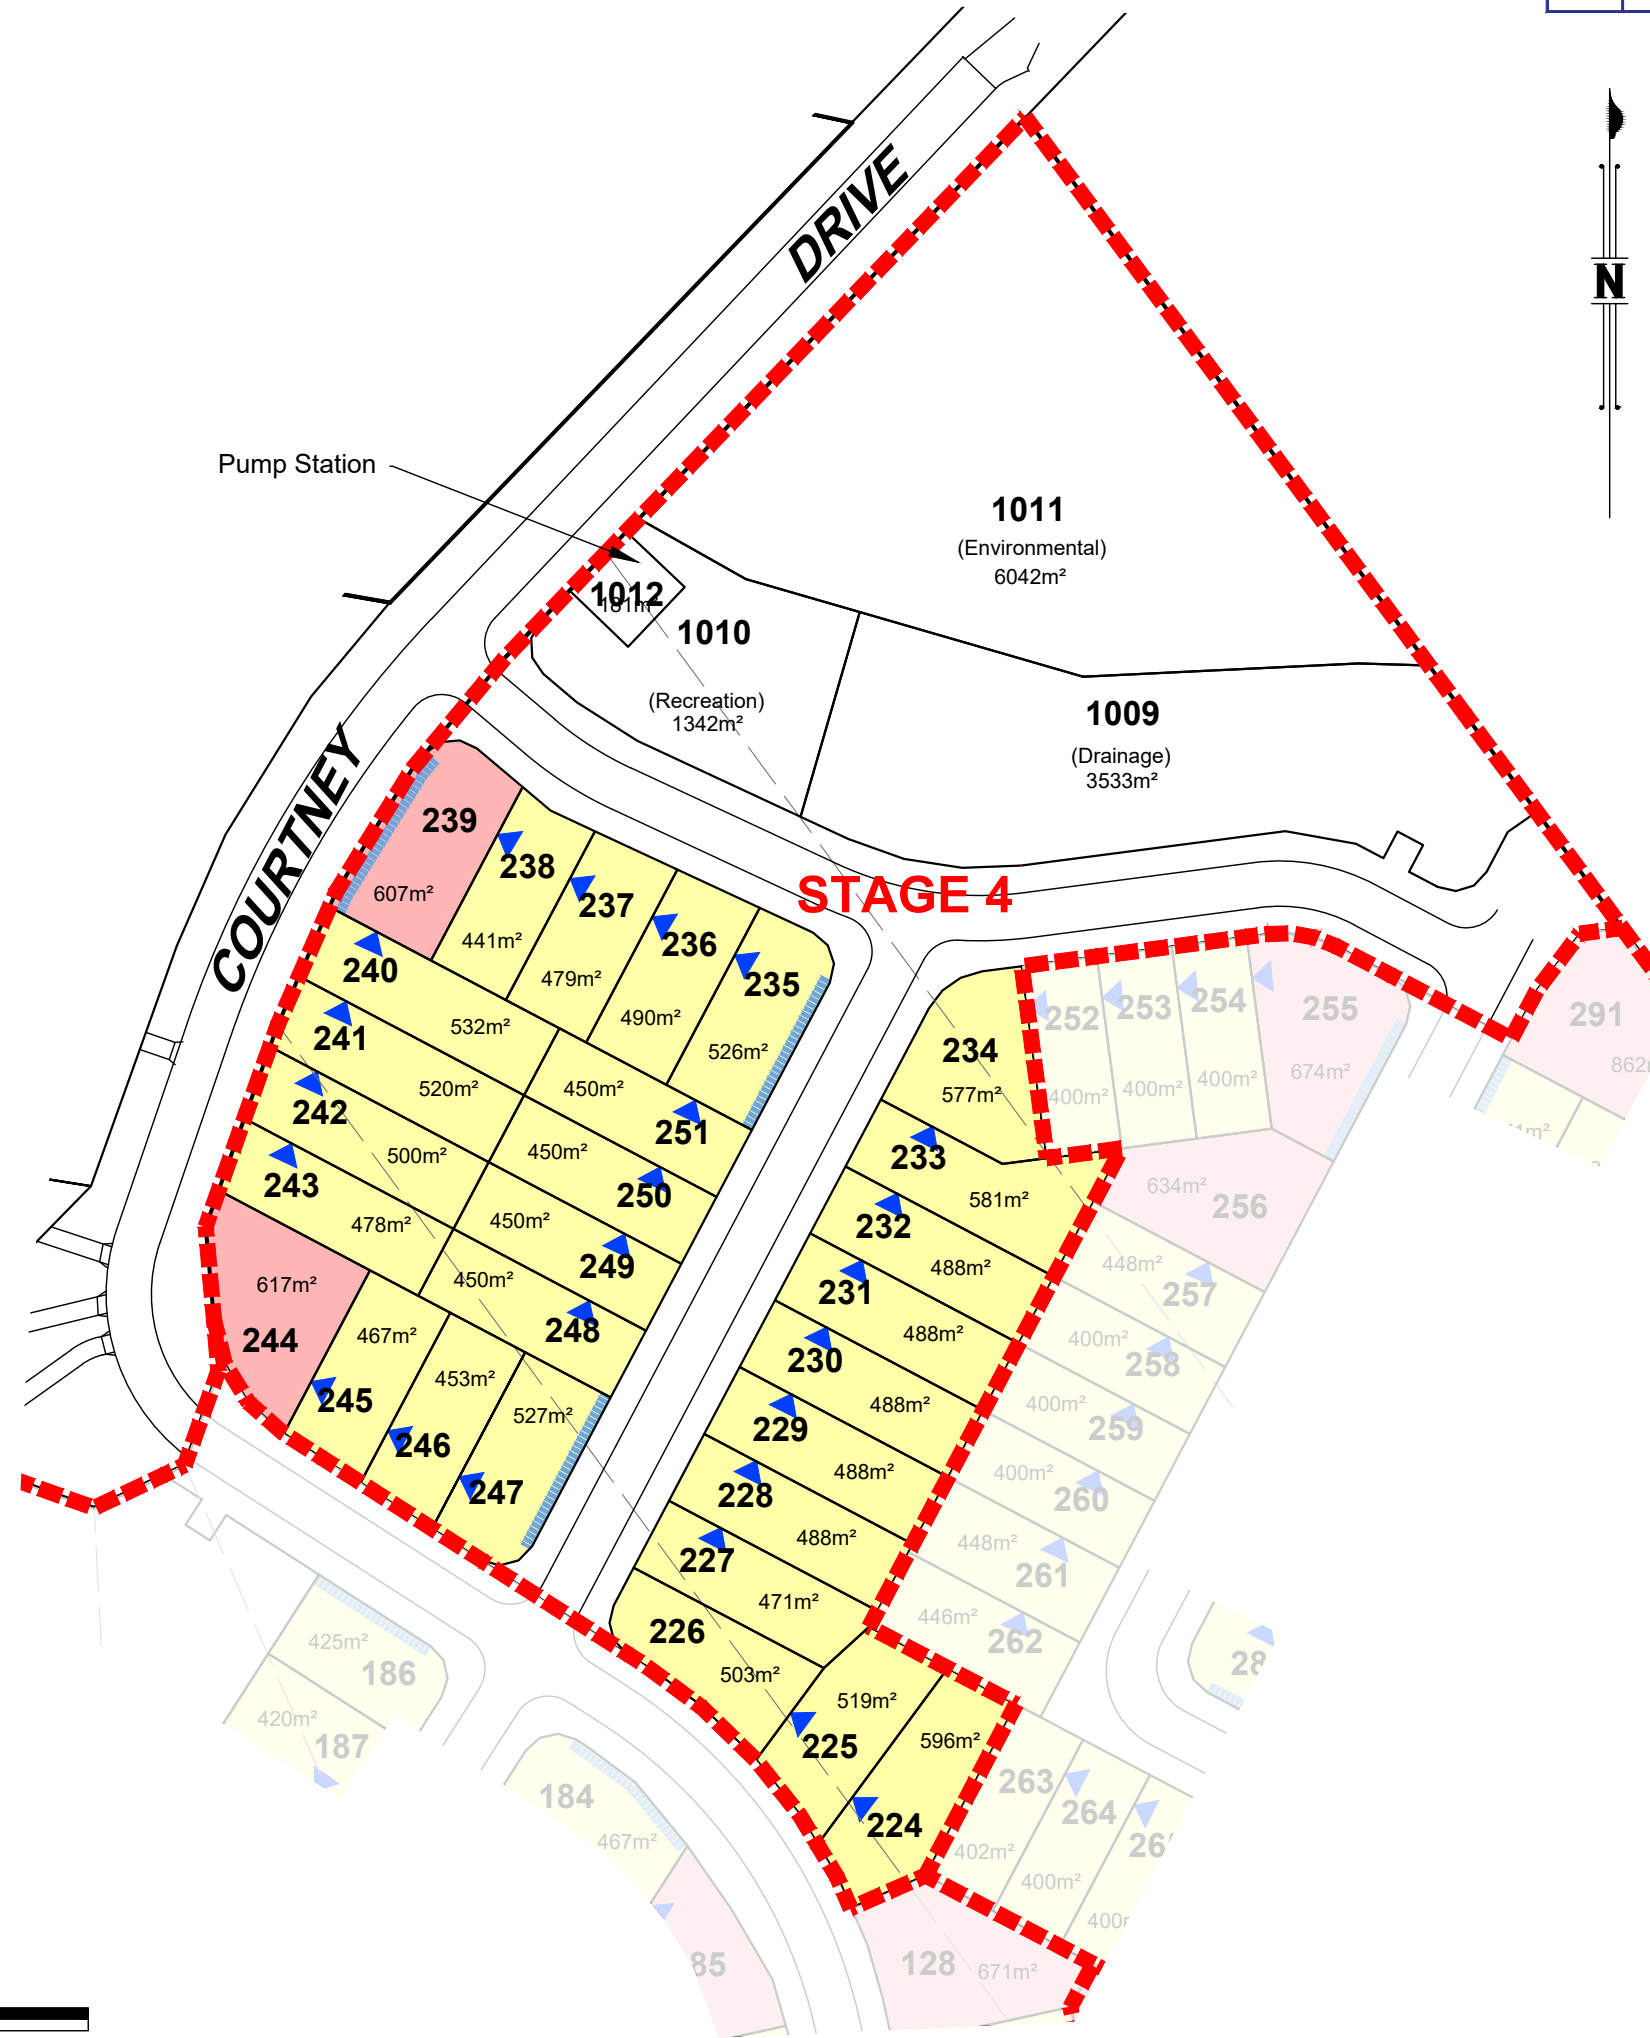 DRIVE
N
Pump Station
1011
(Environmental)
6042m²
1012
181m²
1010
(Recreation)
1342m²
1009
(Drainage)
3533m²
COURTNEY
STAGE 4
239
607m²
238
441m²
237
479m²
236
490m²
235
526m²
240
532m²
241
520m²
242
500m²
243
478m²
244
617m²
245
467m²
246
453m²
247
527m²
248
450m²
249
450m²
250
450m²
251
450m²
234
577m²
233
581m²
232
488m²
231
488m²
230
488m²
229
488m²
228
488m²
227
471m²
226
503m²
225
519m²
224
596m²
252
400m²
253
400m²
254
400m²
255
674m²
291
256
634m²
257
448m²
258
400m²
259
400m²
260
400m²
261
448m²
262
446m²
263
402m²
264
400m²
186
425m²
187
420m²
184
467m²
128
671m²